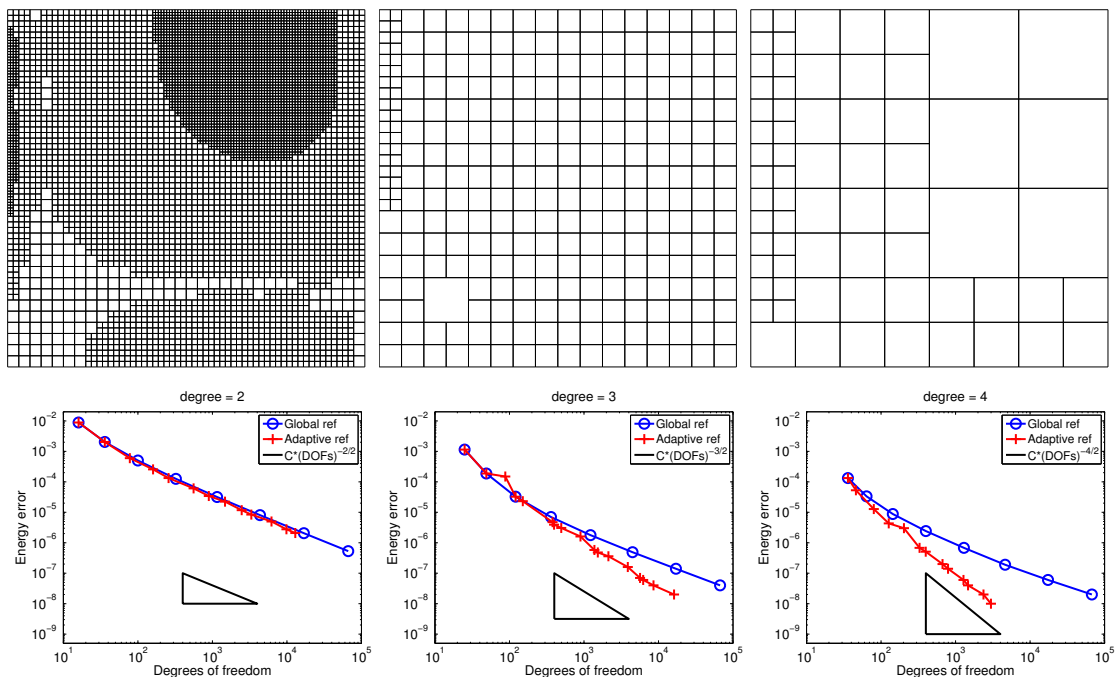 degree = 2
10^−2
10^−3
10^−4
10^−5
10^−6
10^−7
10^−8
10^−9
Energy error
Global ref
Adaptive ref
C*(DOFs)^−2/2
10^1
10^2
10^3
10^4
10^5
Degrees of freedom
degree = 3
10^−2
10^−3
10^−4
10^−5
10^−6
10^−7
10^−8
10^−9
Energy error
Global ref
Adaptive ref
C*(DOFs)^−3/2
10^1
10^2
10^3
10^4
10^5
Degrees of freedom
degree = 4
10^−2
10^−3
10^−4
10^−5
10^−6
10^−7
10^−8
10^−9
Energy error
Global ref
Adaptive ref
C*(DOFs)^−4/2
10^1
10^2
10^3
10^4
10^5
Degrees of freedom